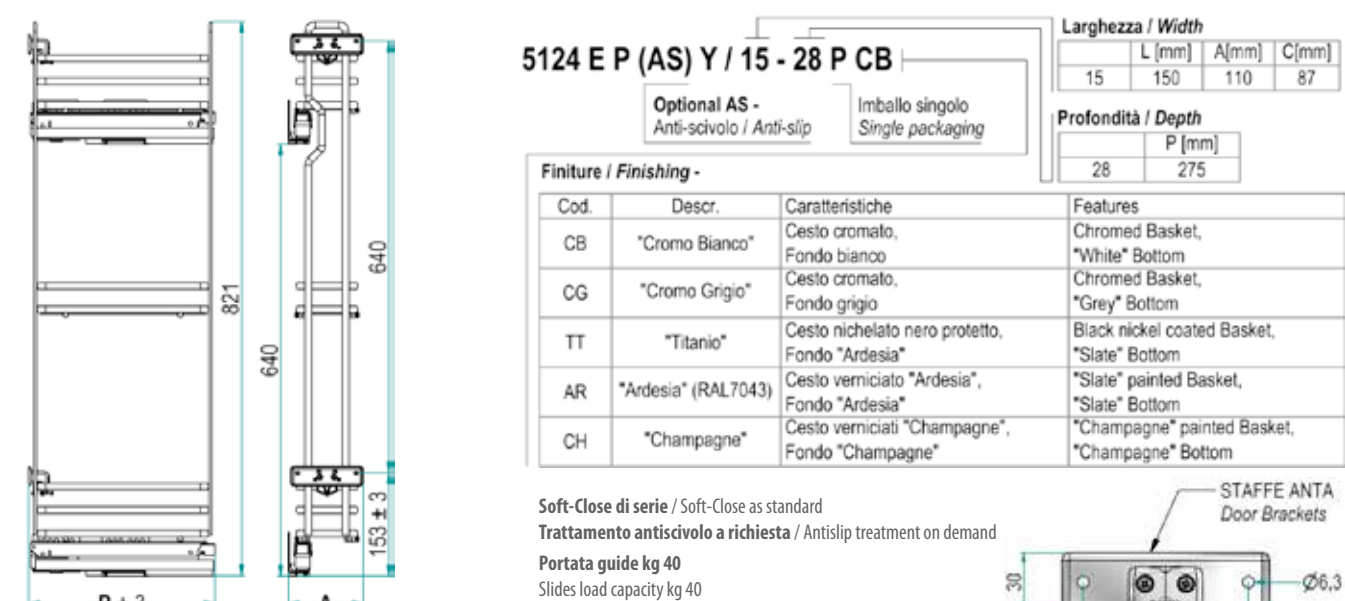 5124 E P (AS) Y / 15 - 28 P CB
Optional AS -
Anti-scivolo / Anti-slip
Imballo singolo
Single packaging
Larghezza / Width
L [mm] A[mm] C[mm]
15 150 110 87
Profondità / Depth
P [mm]
28 275
Finiture / Finishing -
Cod. Descr. Caratteristiche Features
CB "Cromo Bianco" Cesto cromato, Chromed Basket,
Fondo bianco "White" Bottom
CG "Cromo Grigio" Cesto cromato, Chromed Basket,
Fondo grigio "Grey" Bottom
TT "Titanio" Cesto nichelato nero protetto, Black nickel coated Basket,
Fondo "Ardesia" "Slate" Bottom
AR "Ardesia" (RAL7043) Cesto verniciato "Ardesia", "Slate" painted Basket,
Fondo "Ardesia" "Slate" Bottom
CH "Champagne" Cesto verniciati "Champagne", "Champagne" painted Basket,
Fondo "Champagne" "Champagne" Bottom
Soft-Close di serie / Soft-Close as standard
Trattamento antiscivolo a richiesta / Antislip treatment on demand
Portata guide kg 40
Slides load capacity kg 40
STAFFE ANTA
Door Brackets
30
Ø6,3
821
640
640
153 ± 3